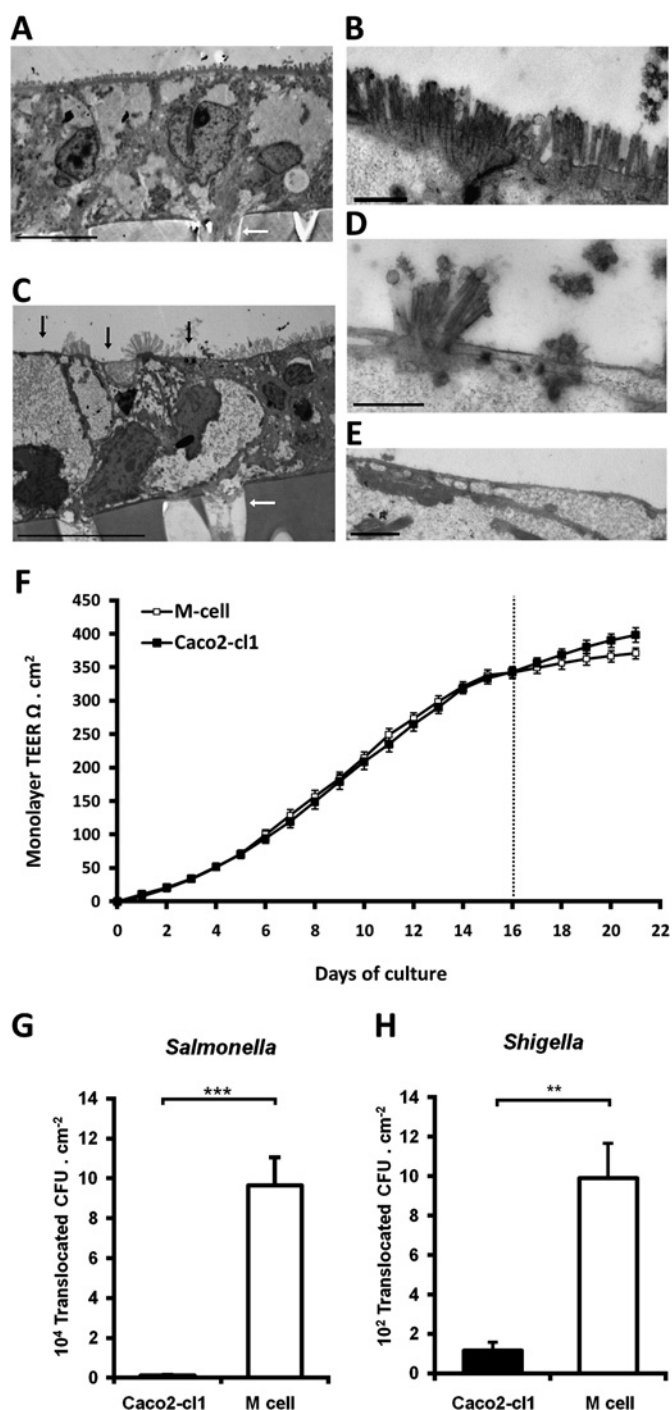 A
B
C
D
E
F
M-cell
Caco2-cl1
Monolayer TEER Ω . cm²
450
400
350
300
250
200
150
100
50
0
0 2 4 6 8 10 12 14 16 18 20 22
Days of culture
G
Salmonella
***
10⁴ Translocated CFU . cm⁻²
14
12
10
8
6
4
2
0
Caco2-cl1 M cell
H
Shigella
**
10² Translocated CFU . cm⁻²
14
12
10
8
6
4
2
0
Caco2-cl1 M cell